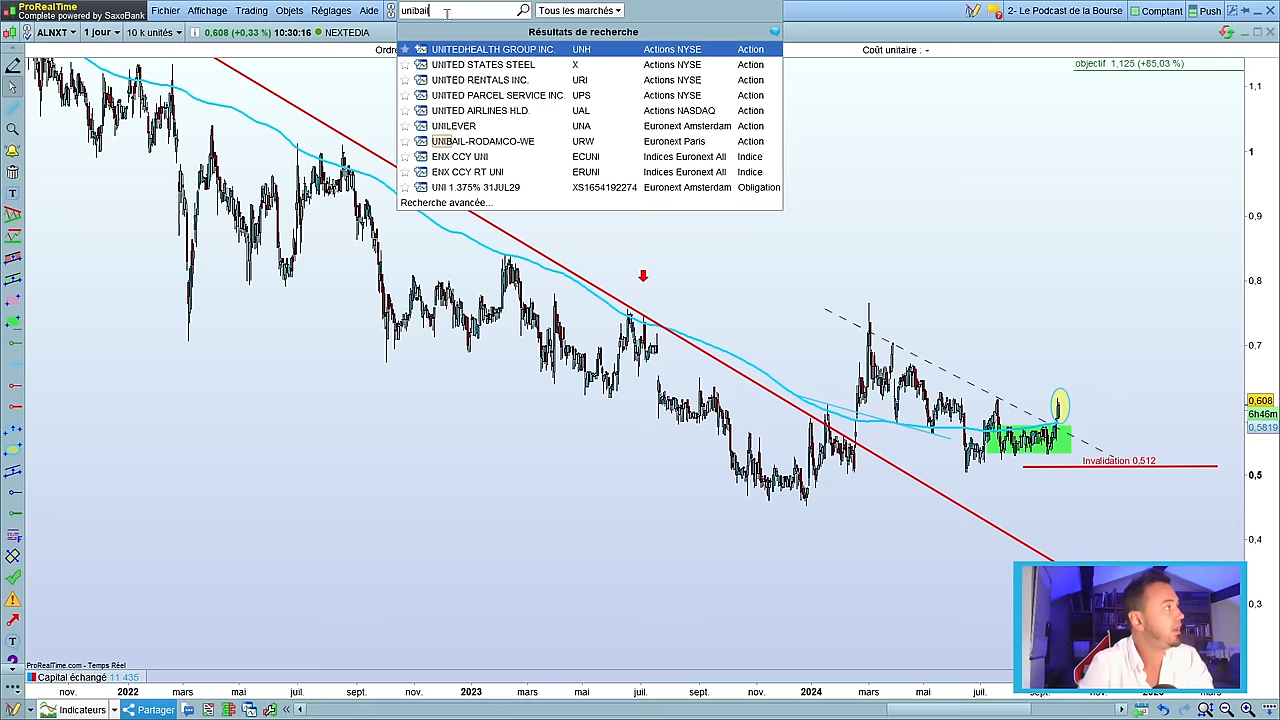 ProRealTime
Complete powered by SaxoBank
Fichier Affichage Trading Objets Réglages Aide
unibail
Tous les marchés
2- Le Podcast de la Bourse
Comptant
Push
ALNXT
1 jour
10 k unités
0,608 (+0,33 %) 10:30:16
NEXTEDIA
Ordre
Coût unitaire : -
Résultats de recherche
UNITEDHEALTH GROUP INC. UNH Actions NYSE Action
UNITED STATES STEEL X Actions NYSE Action
UNITED RENTALS INC. URI Actions NYSE Action
UNITED PARCEL SERVICE INC. UPS Actions NYSE Action
UNITED AIRLINES HLD. UAL Actions NASDAQ Action
UNILEVER UNA Euronext Amsterdam Action
UNIBAIL-RODAMCO-WE URW Euronext Paris Action
ENX CCY UNI ECUNI Indices Euronext All Indice
ENX CCY RT UNI ERUNI Indices Euronext All Indice
UNI 1.375% 31JUL29 XS1654192274 Euronext Amsterdam Obligation
Recherche avancée...
objectif 1,125 (+85,03 %)
1,1
1
0,9
0,8
0,7
0,608
6h46m
0,5819
Invalidation 0,512
0,5
0,4
0,3
ProRealTime.com - Temps Réel
Capital échangé 11 435
nov. 2022 mars mai juil. sept. nov. 2023 mars mai juil. sept. nov. 2024 mars mai juil. sept. nov. mars
Indicateurs
Partager